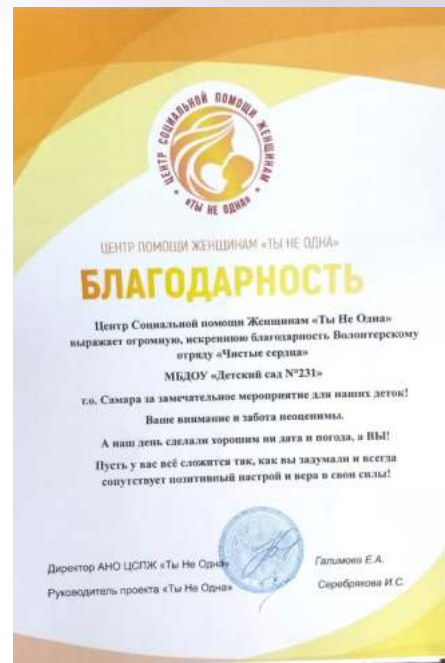 ЦЕНТР СОЦИАЛЬНОЙ ПОМОЩИ ЖЕНЩИНАМ
«ТЫ НЕ ОДНА»
ЦЕНТР ПОМОЩИ ЖЕНЩИНАМ «ТЫ НЕ ОДНА»
БЛАГОДАРНОСТЬ
Центр Социальной помощи Женщинам «Ты Не Одна»
выражает огромную, искреннюю благодарность Волонтерскому
отряду «Чистые сердца»
МБДОУ «Детский сад N°231»
г.о. Самара за замечательное мероприятие для наших деток!
Ваше внимание и забота неоценимы.
А наш день сделали хорошим ни дата и погода, а ВЫ!
Пусть у вас всё сложится так, как вы задумали и всегда
сопутствует позитивный настрой и вера в свои силы!
Директор АНО ЦСПЖ «Ты Не Одна»
Галимова Е.А.
Руководитель проекта «Ты Не Одна»
Серебрякова И.С.